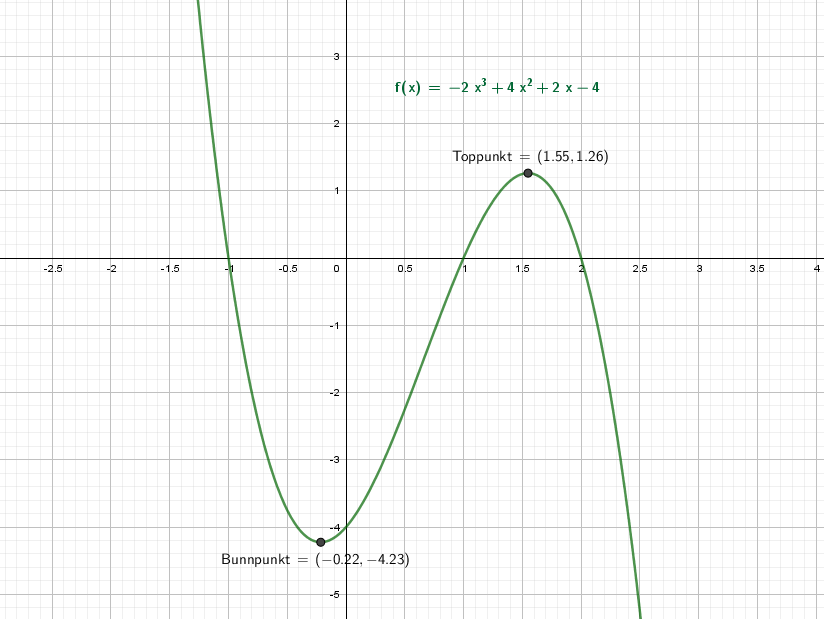 3
f(x) = −2 x³ + 4 x² + 2 x − 4
2
Toppunkt = (1.55, 1.26)
1
-2.5 -2 -1.5 -1 -0.5 0 0.5 1 1.5 2 2.5 3 3.5 4
-1
-2
-3
-4
Bunnpunkt = (−0.22, −4.23)
-5